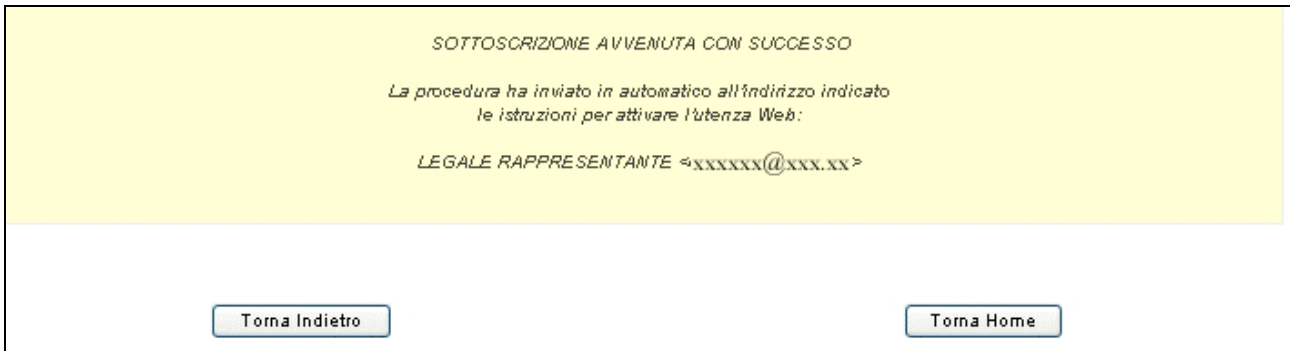 SOTTOSCRIZIONE AVVENUTA CON SUCCESSO
La procedura ha inviato in automatico all'indirizzo indicato
le istruzioni per attivare l'utenza Web:
LEGALE RAPPRESENTANTE <xxxxxx@xxx.xx>
Torna Indietro
Torna Home